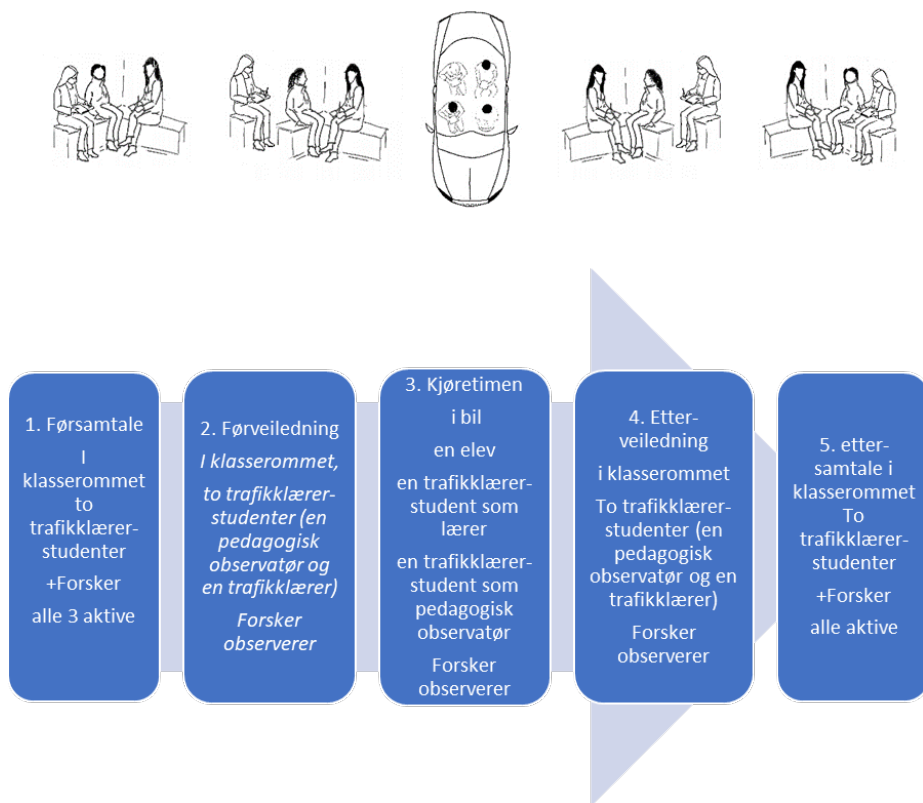 1. Førsamtale
I
klasserommet
to
trafikklærer-
studenter
+Forsker
alle 3 aktive
2. Førveiledning
I klasserommet,
to trafikklærer-
studenter (en
pedagogisk
observatør og
en trafikklærer)
Forsker
observerer
3. Kjøretimen
i bil
en elev
en trafikklærer-
student som
lærer
en trafikklærer-
student som
pedagogisk
observatør
Forsker
observerer
4. Etter-
veiledning
i klasserommet
To trafikklærer-
studenter (en
pedagogisk
observatør og en
trafikklærer)
Forsker
observerer
5. etter-
samtale i
klasserommet
To
trafikklærer-
studenter
+Forsker
alle aktive